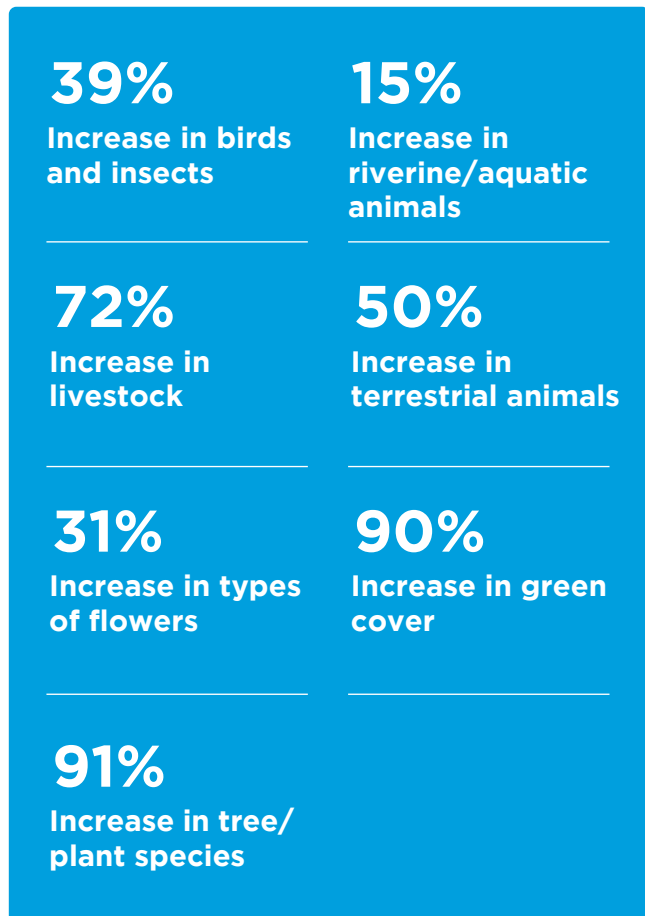 39%
Increase in birds
and insects
15%
Increase in
riverine/aquatic
animals
72%
Increase in
livestock
50%
Increase in
terrestrial animals
31%
Increase in types
of flowers
90%
Increase in green
cover
91%
Increase in tree/
plant species